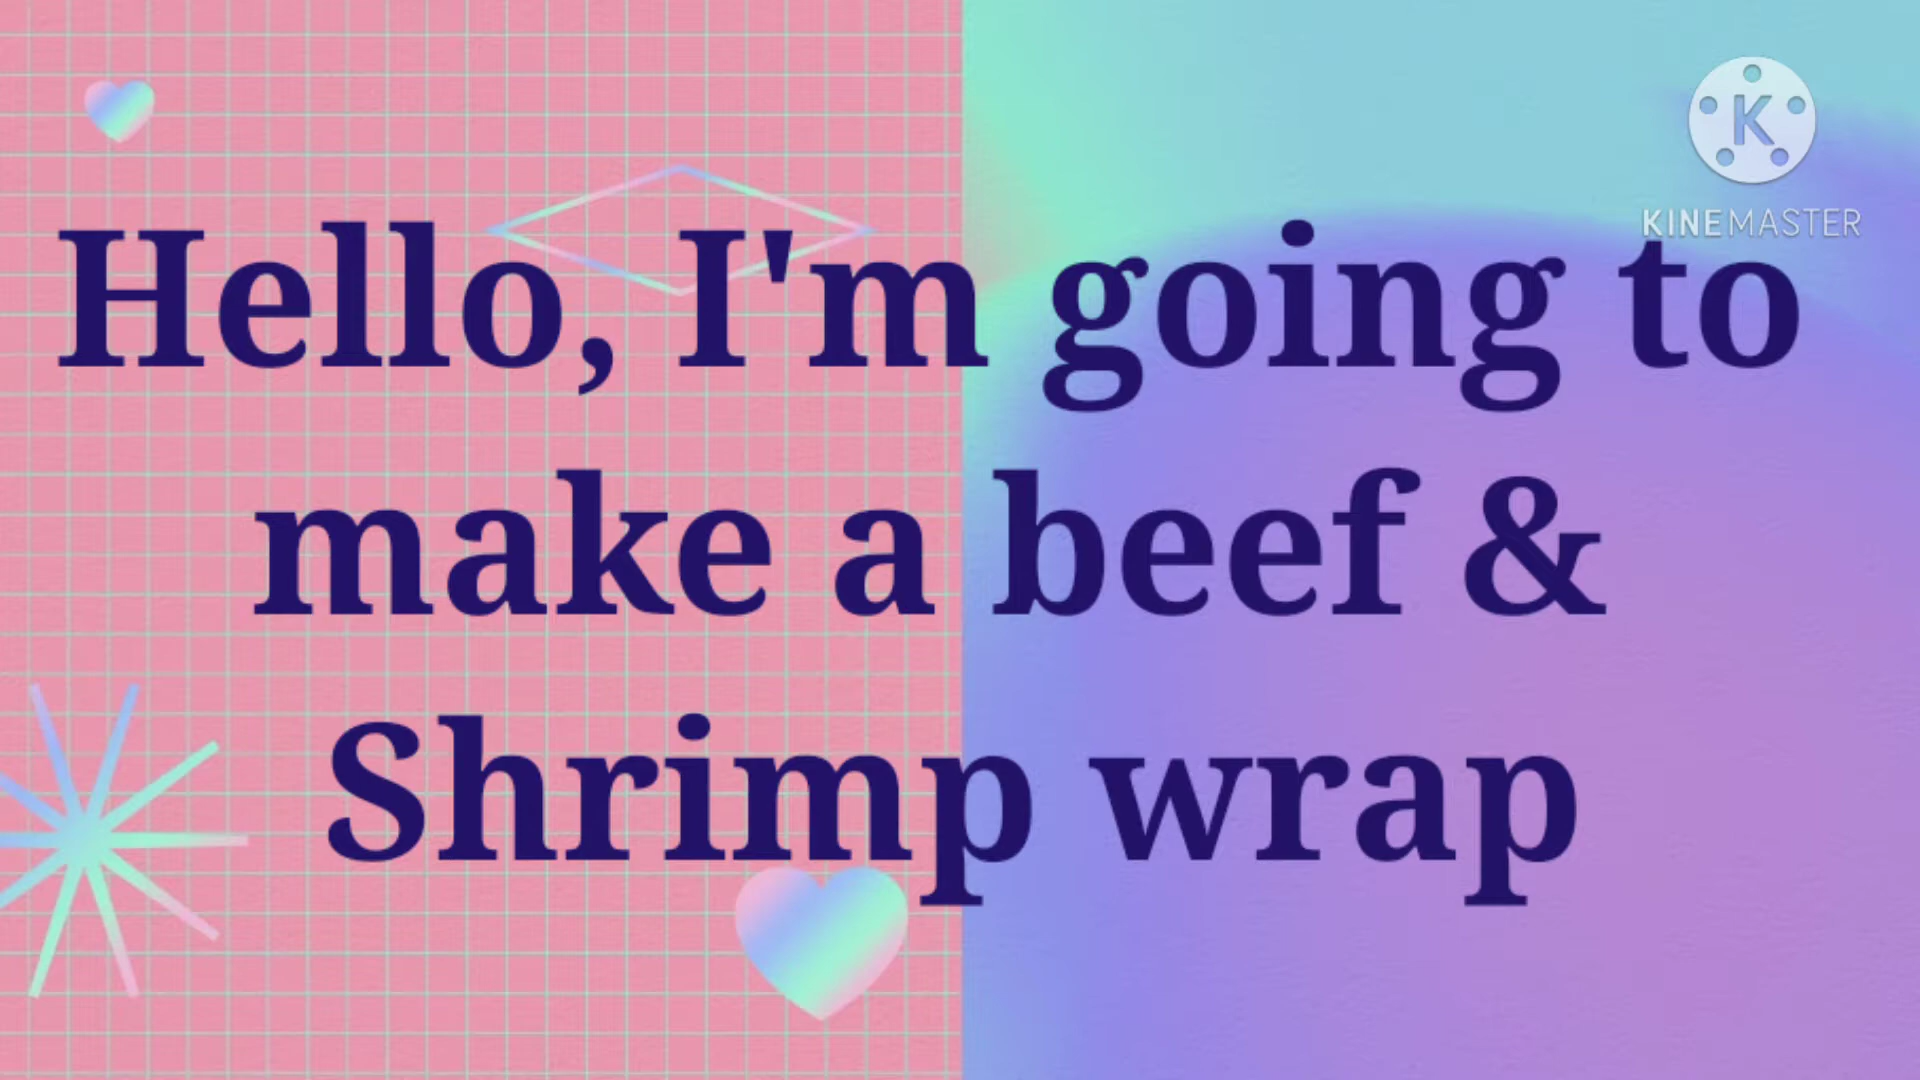 K
KINEMASTER
Hello, I'm going to
make a beef &
Shrimp wrap